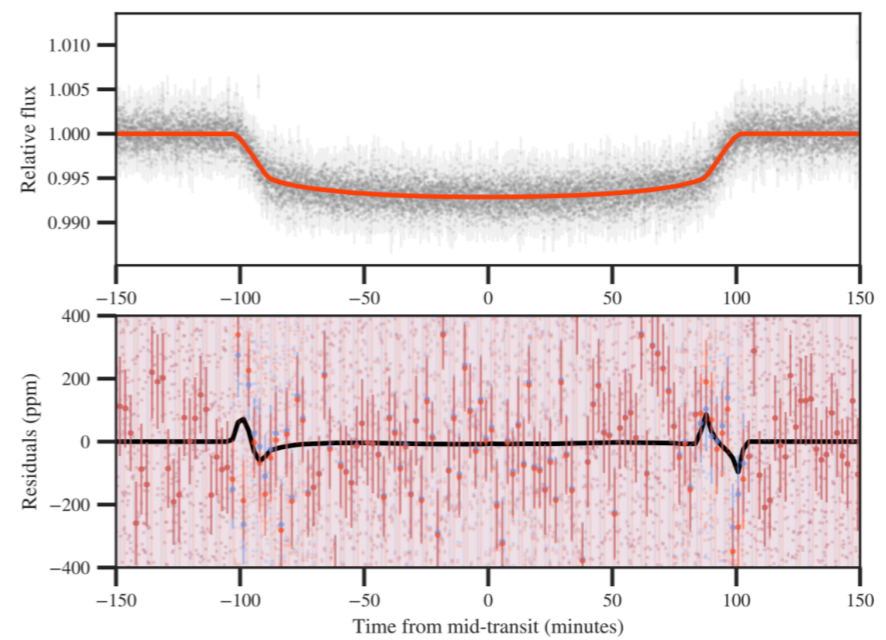 1.010
1.005
1.000
0.995
0.990
Relative flux
−150 −100 −50 0 50 100 150
400
200
0
−200
−400
Residuals (ppm)
−150 −100 −50 0 50 100 150
Time from mid-transit (minutes)